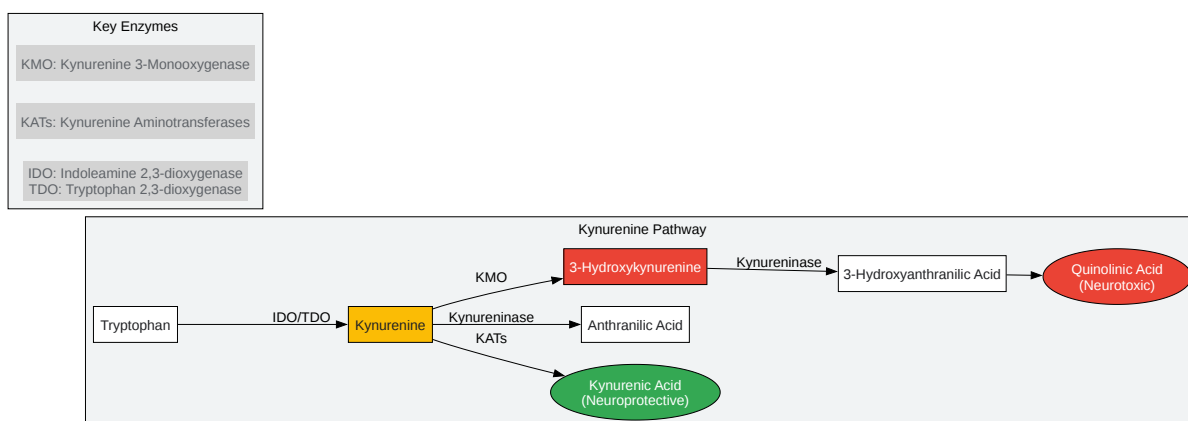 Key Enzymes
KMO: Kynurenine 3-Monooxygenase
KATs: Kynurenine Aminotransferases
IDO: Indoleamine 2,3-dioxygenase
TDO: Tryptophan 2,3-dioxygenase
Kynurenine Pathway
Tryptophan
IDO/TDO
Kynurenine
KMO
3-Hydroxykynurenine
Kynureninase
3-Hydroxyanthranilic Acid
Quinolinic Acid
(Neurotoxic)
Kynureninase
Anthranilic Acid
KATs
Kynurenic Acid
(Neuroprotective)